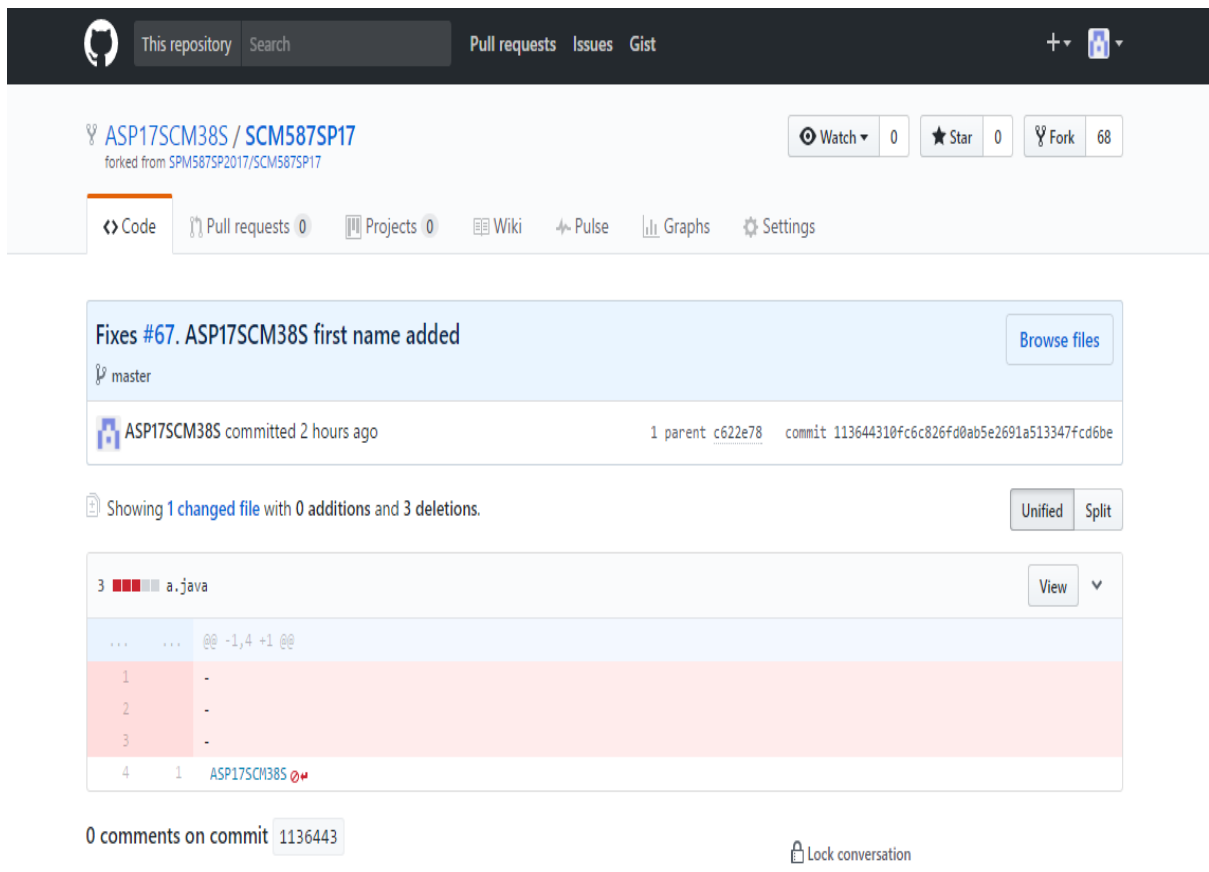 This repository Search Pull requests Issues Gist
ASP17SCM38S / SCM587SP17 Watch 0 Star 0 Fork 68
forked from SPM587SP2017/SCM587SP17
<> Code Pull requests 0 Projects 0 Wiki Pulse Graphs Settings
Fixes #67. ASP17SCM38S first name added Browse files
master
ASP17SCM38S committed 2 hours ago 1 parent c622e78 commit 113644310fc6c826fd0ab5e2691a513347fcd6be
Showing 1 changed file with 0 additions and 3 deletions. Unified Split
3 a.java View
... ... @@ -1,4 +1 @@
1 -
2 -
3 -
4 1 ASP17SCM38S
0 comments on commit 1136443
Lock conversation